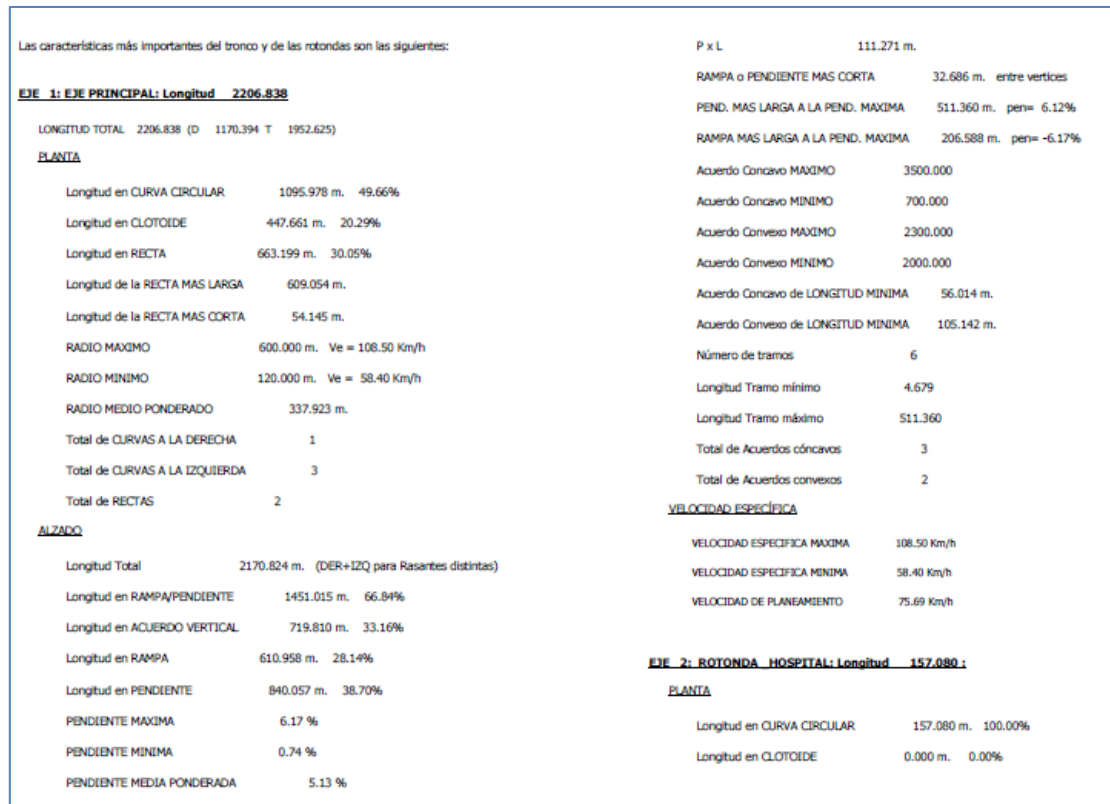 Las características más importantes del tronco y de las rotondas son las siguientes:
EJE 1: EJE PRINCIPAL: Longitud 2206.838
LONGITUD TOTAL 2206.838 (D 1170.394 T 1952.625)
PLANTA
Longitud en CURVA CIRCULAR 1095.978 m. 49.66%
Longitud en CLOTOIDE 447.661 m. 20.29%
Longitud en RECTA 663.199 m. 30.05%
Longitud de la RECTA MAS LARGA 609.054 m.
Longitud de la RECTA MAS CORTA 54.145 m.
RADIO MAXIMO 600.000 m. Ve = 108.50 Km/h
RADIO MINIMO 120.000 m. Ve = 58.40 Km/h
RADIO MEDIO PONDERADO 337.923 m.
Total de CURVAS A LA DERECHA 1
Total de CURVAS A LA IZQUIERDA 3
Total de RECTAS 2
ALZADO
Longitud Total 2170.824 m. (DER+IZQ para Rasantes distintas)
Longitud en RAMPA/PENDIENTE 1451.015 m. 66.84%
Longitud en ACUERDO VERTICAL 719.810 m. 33.16%
Longitud en RAMPA 610.958 m. 28.14%
Longitud en PENDIENTE 840.057 m. 38.70%
PENDIENTE MAXIMA 6.17 %
PENDIENTE MINIMA 0.74 %
PENDIENTE MEDIA PONDERADA 5.13 %
P x L 111.271 m.
RAMPA o PENDIENTE MAS CORTA 32.686 m. entre vertices
PEND. MAS LARGA A LA PEND. MAXIMA 511.360 m. pen= 6.12%
RAMPA MAS LARGA A LA PEND. MAXIMA 206.588 m. pen= -6.17%
Acuerdo Concavo MAXIMO 3500.000
Acuerdo Concavo MINIMO 700.000
Acuerdo Convexo MAXIMO 2300.000
Acuerdo Convexo MINIMO 2000.000
Acuerdo Concavo de LONGITUD MINIMA 56.014 m.
Acuerdo Convexo de LONGITUD MINIMA 105.142 m.
Número de tramos 6
Longitud Tramo mínimo 4.679
Longitud Tramo máximo 511.360
Total de Acuerdos cóncavos 3
Total de Acuerdos convexos 2
VELOCIDAD ESPECÍFICA
VELOCIDAD ESPECIFICA MAXIMA 108.50 Km/h
VELOCIDAD ESPECIFICA MINIMA 58.40 Km/h
VELOCIDAD DE PLANEAMIENTO 75.69 Km/h
EJE 2: ROTONDA_HOSPITAL: Longitud 157.080 :
PLANTA
Longitud en CURVA CIRCULAR 157.080 m. 100.00%
Longitud en CLOTOIDE 0.000 m. 0.00%